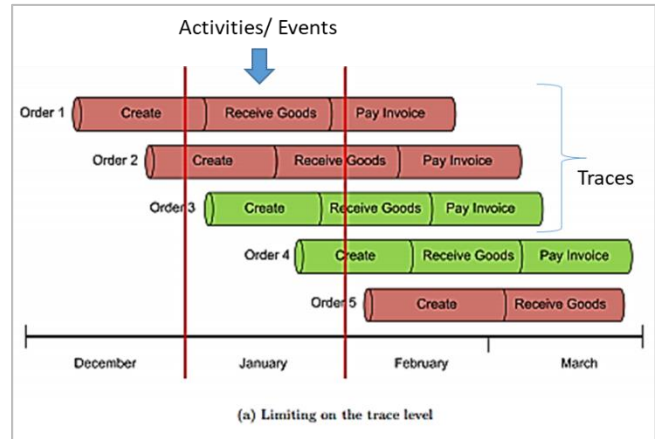 Activities/ Events
Order 1 Create Receive Goods Pay Invoice
Order 2 Create Receive Goods Pay Invoice
Traces
Order 3 Create Receive Goods Pay Invoice
Order 4 Create Receive Goods Pay Invoice
Order 5 Create Receive Goods
December January February March
(a) Limiting on the trace level